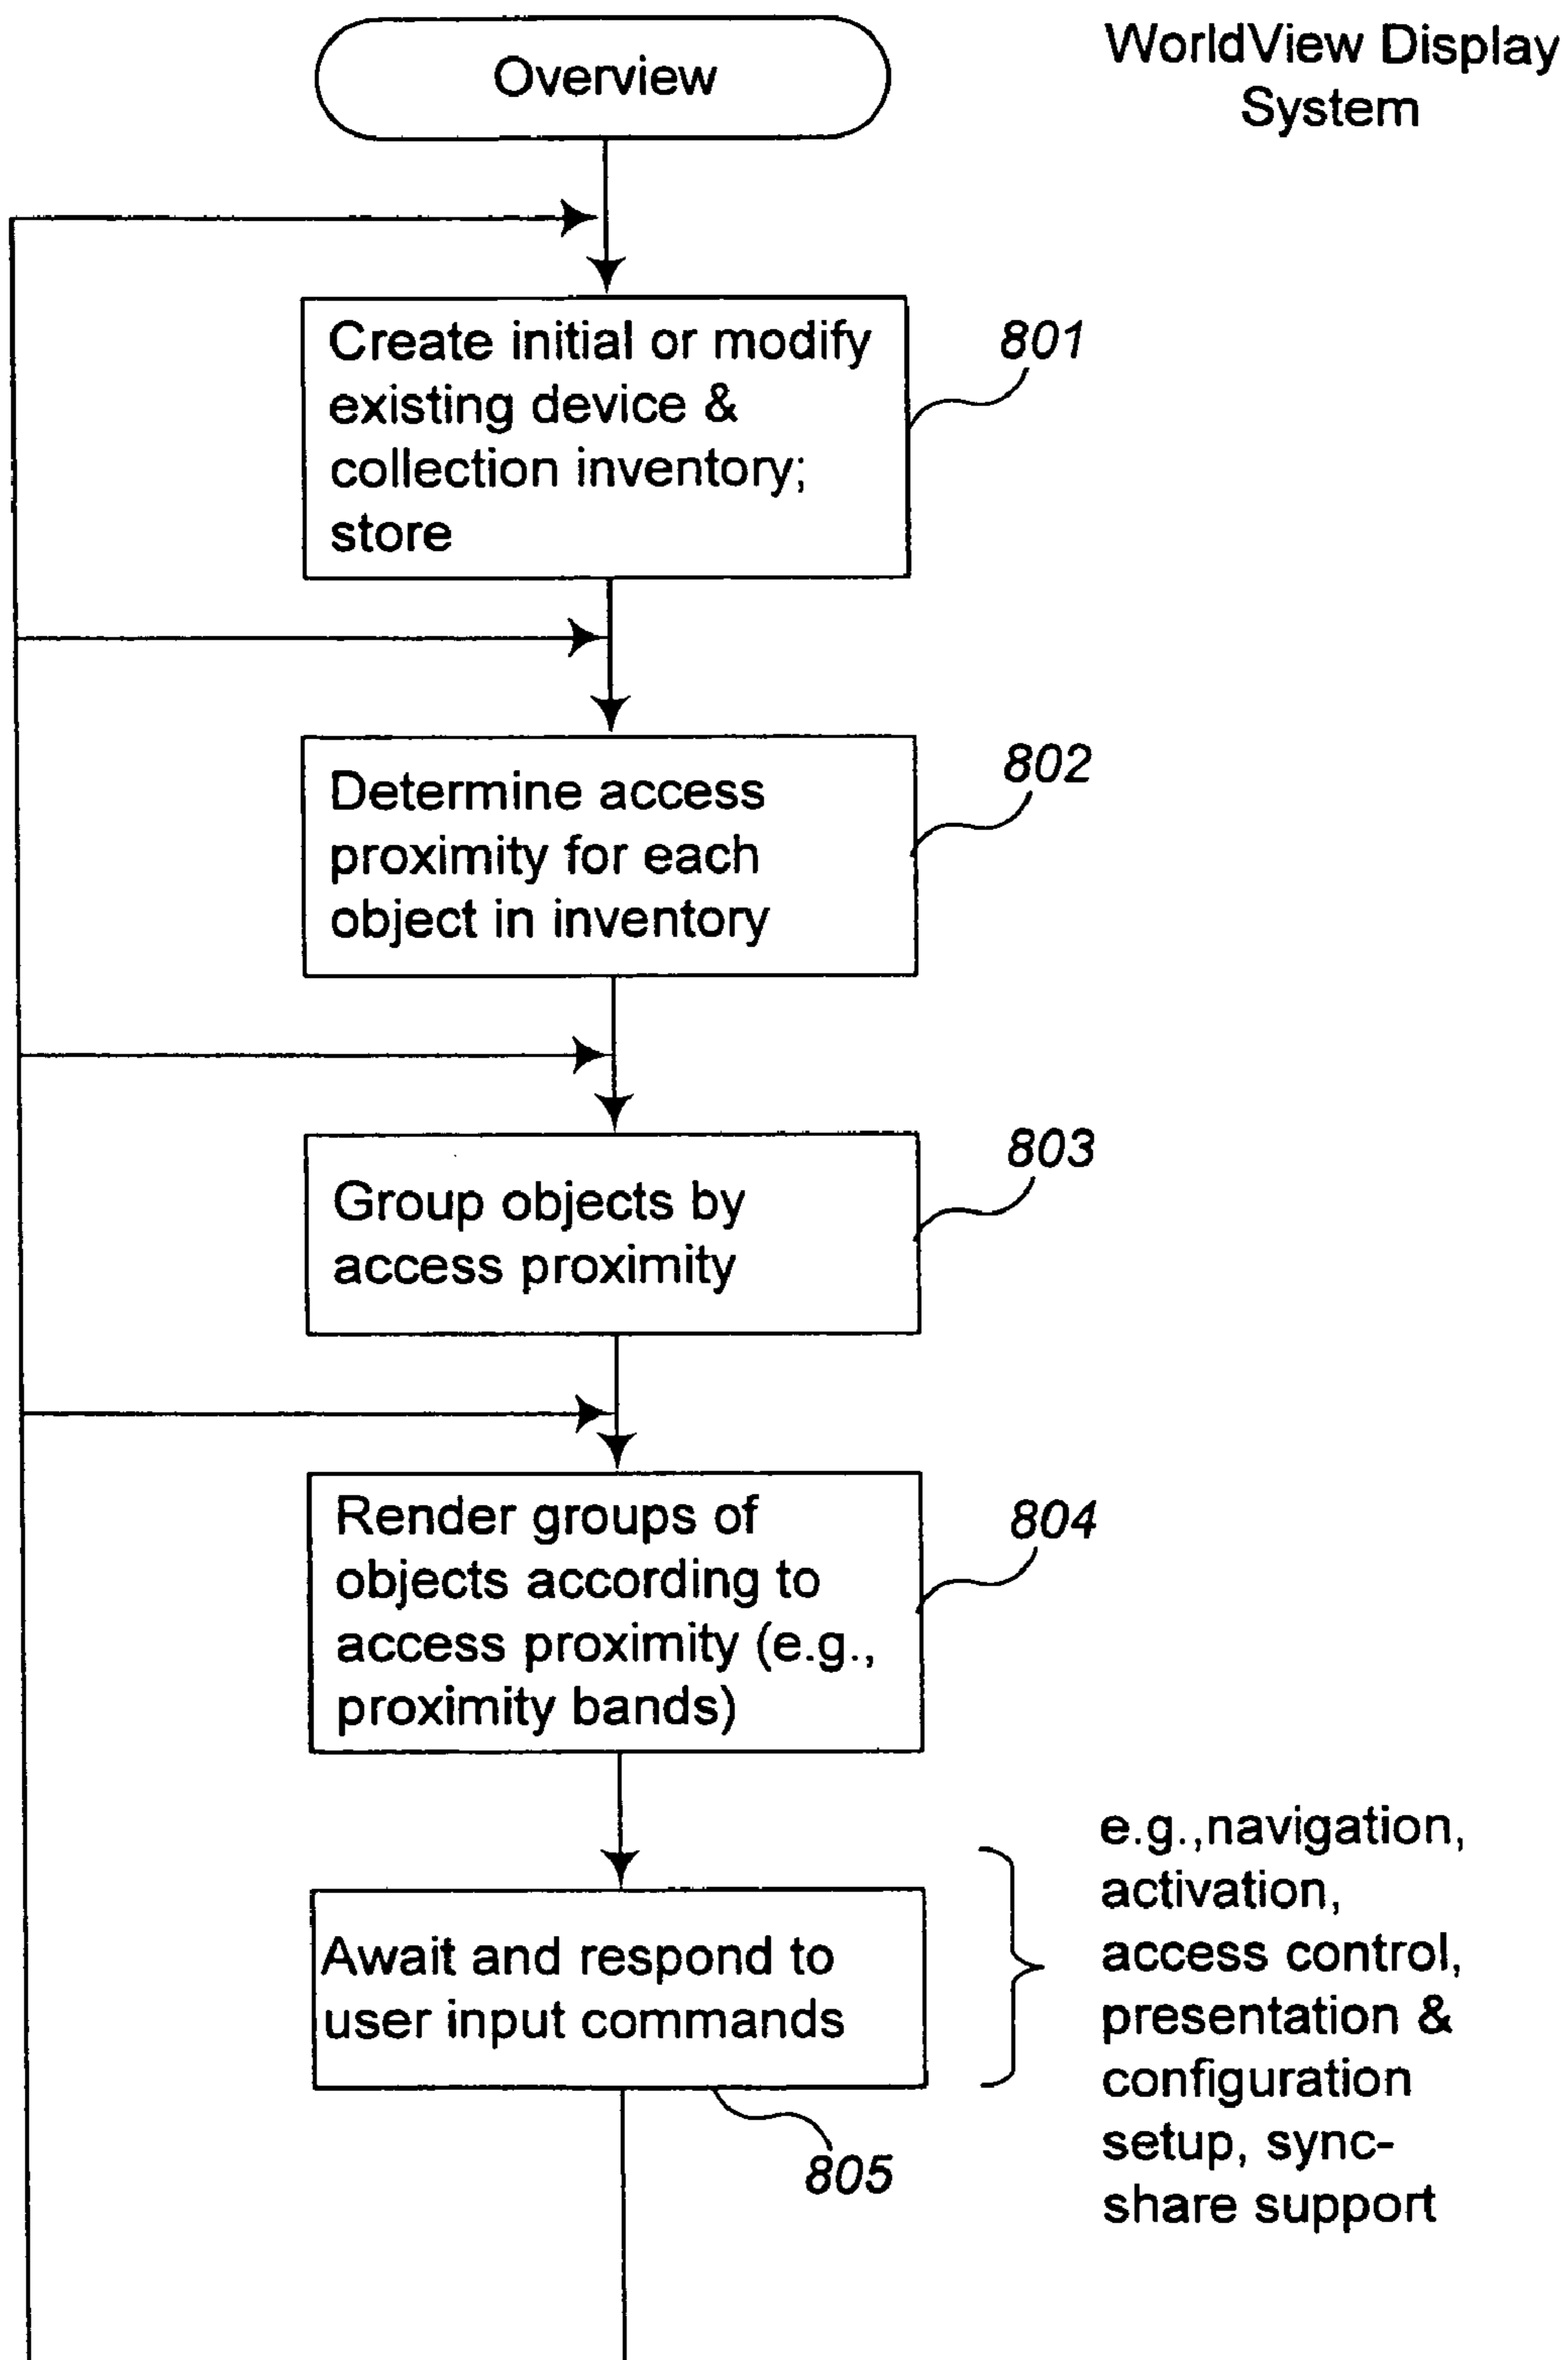 Overview
WorldView Display
System
Create initial or modify
existing device &
collection inventory;
store
801
Determine access
proximity for each
object in inventory
802
Group objects by
access proximity
803
Render groups of
objects according to
access proximity (e.g.,
proximity bands)
804
Await and respond to
user input commands
805
e.g.,navigation,
activation,
access control,
presentation &
configuration
setup, sync-
share support